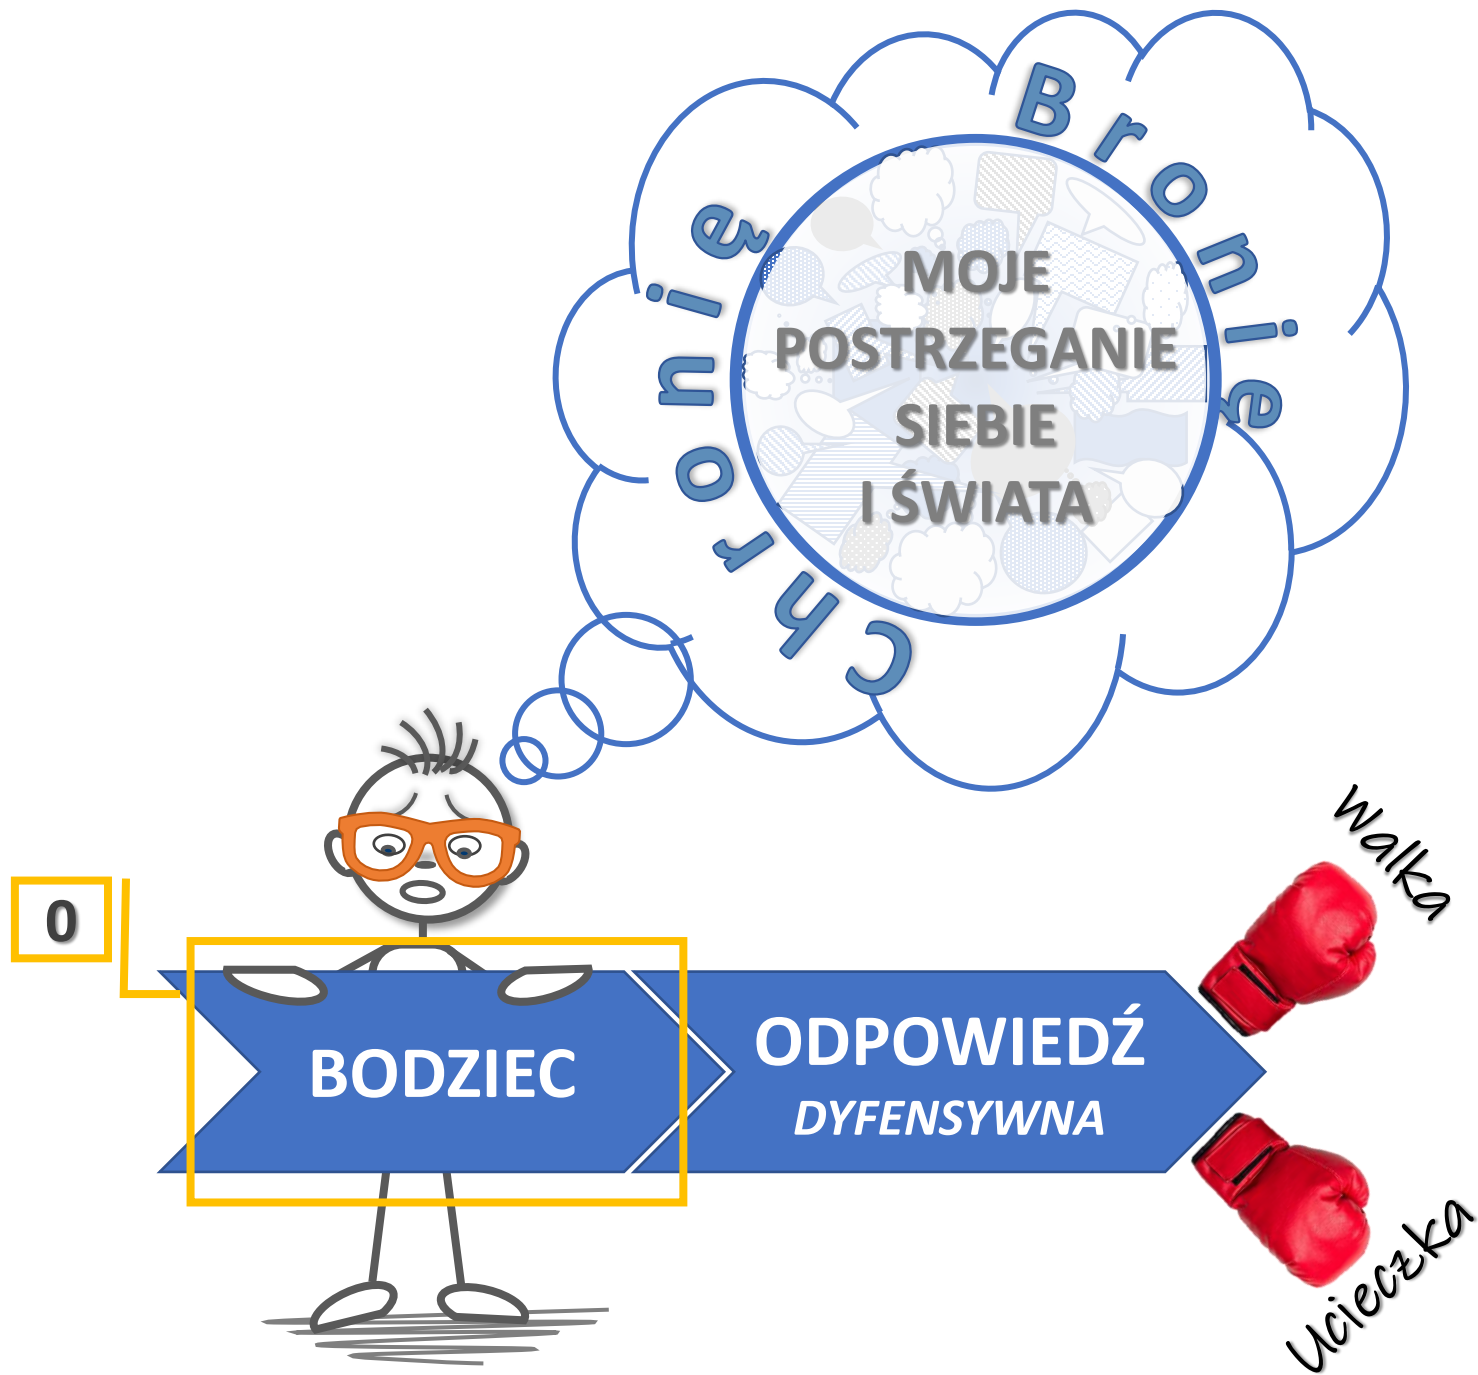 Bronię
Chronię
MOJE
POSTRZEGANIE
SIEBIE
I ŚWIATA
0
BODZIEC
ODPOWIEDŹ
DYFENSYWNA
Walka
Ucieczka